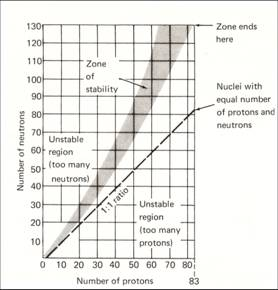 130
120
110
100
90
80
70
60
50
40
30
20
10
Number of neutrons
Zone
of
stability
Zone ends
here
Nuclei with
equal number
of protons and
neutrons
Unstable
region
(too many
neutrons)
1:1 ratio
Unstable
region
(too many
protons)
0 10 20 30 40 50 60 70 80
83
Number of protons